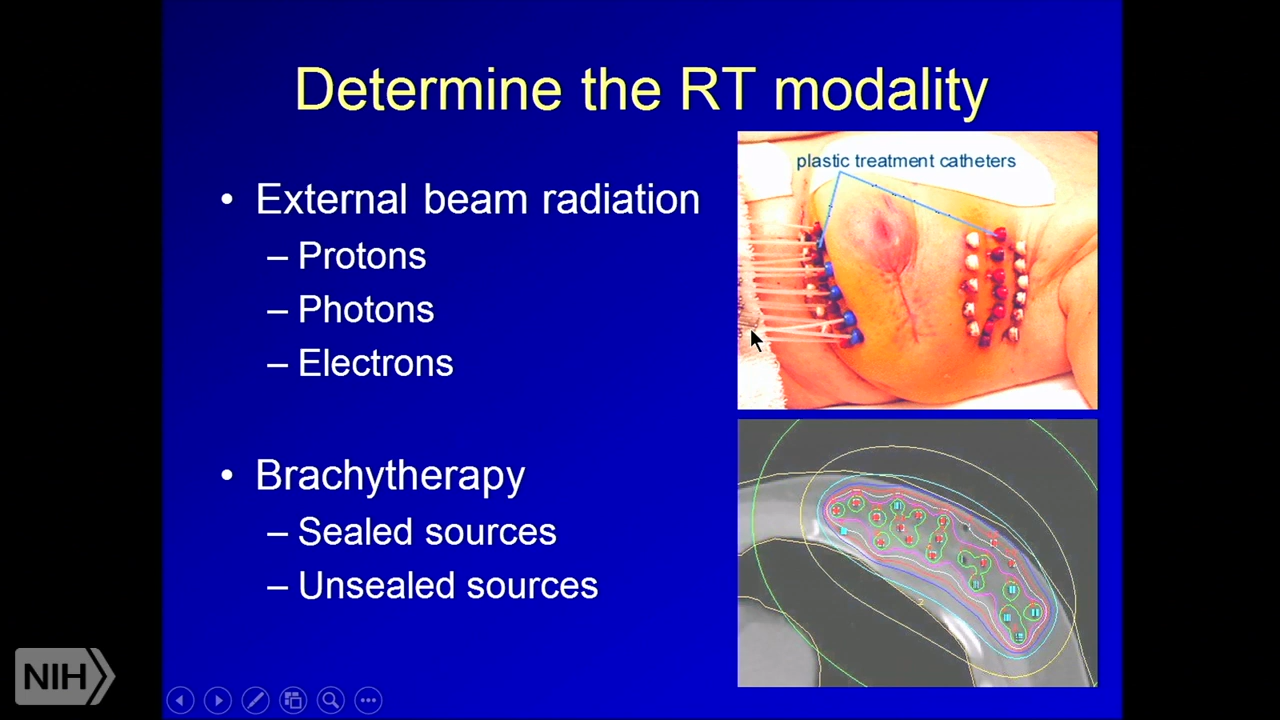 Determine the RT modality
• External beam radiation
– Protons
– Photons
– Electrons
• Brachytherapy
– Sealed sources
– Unsealed sources
plastic treatment catheters
2
NIH